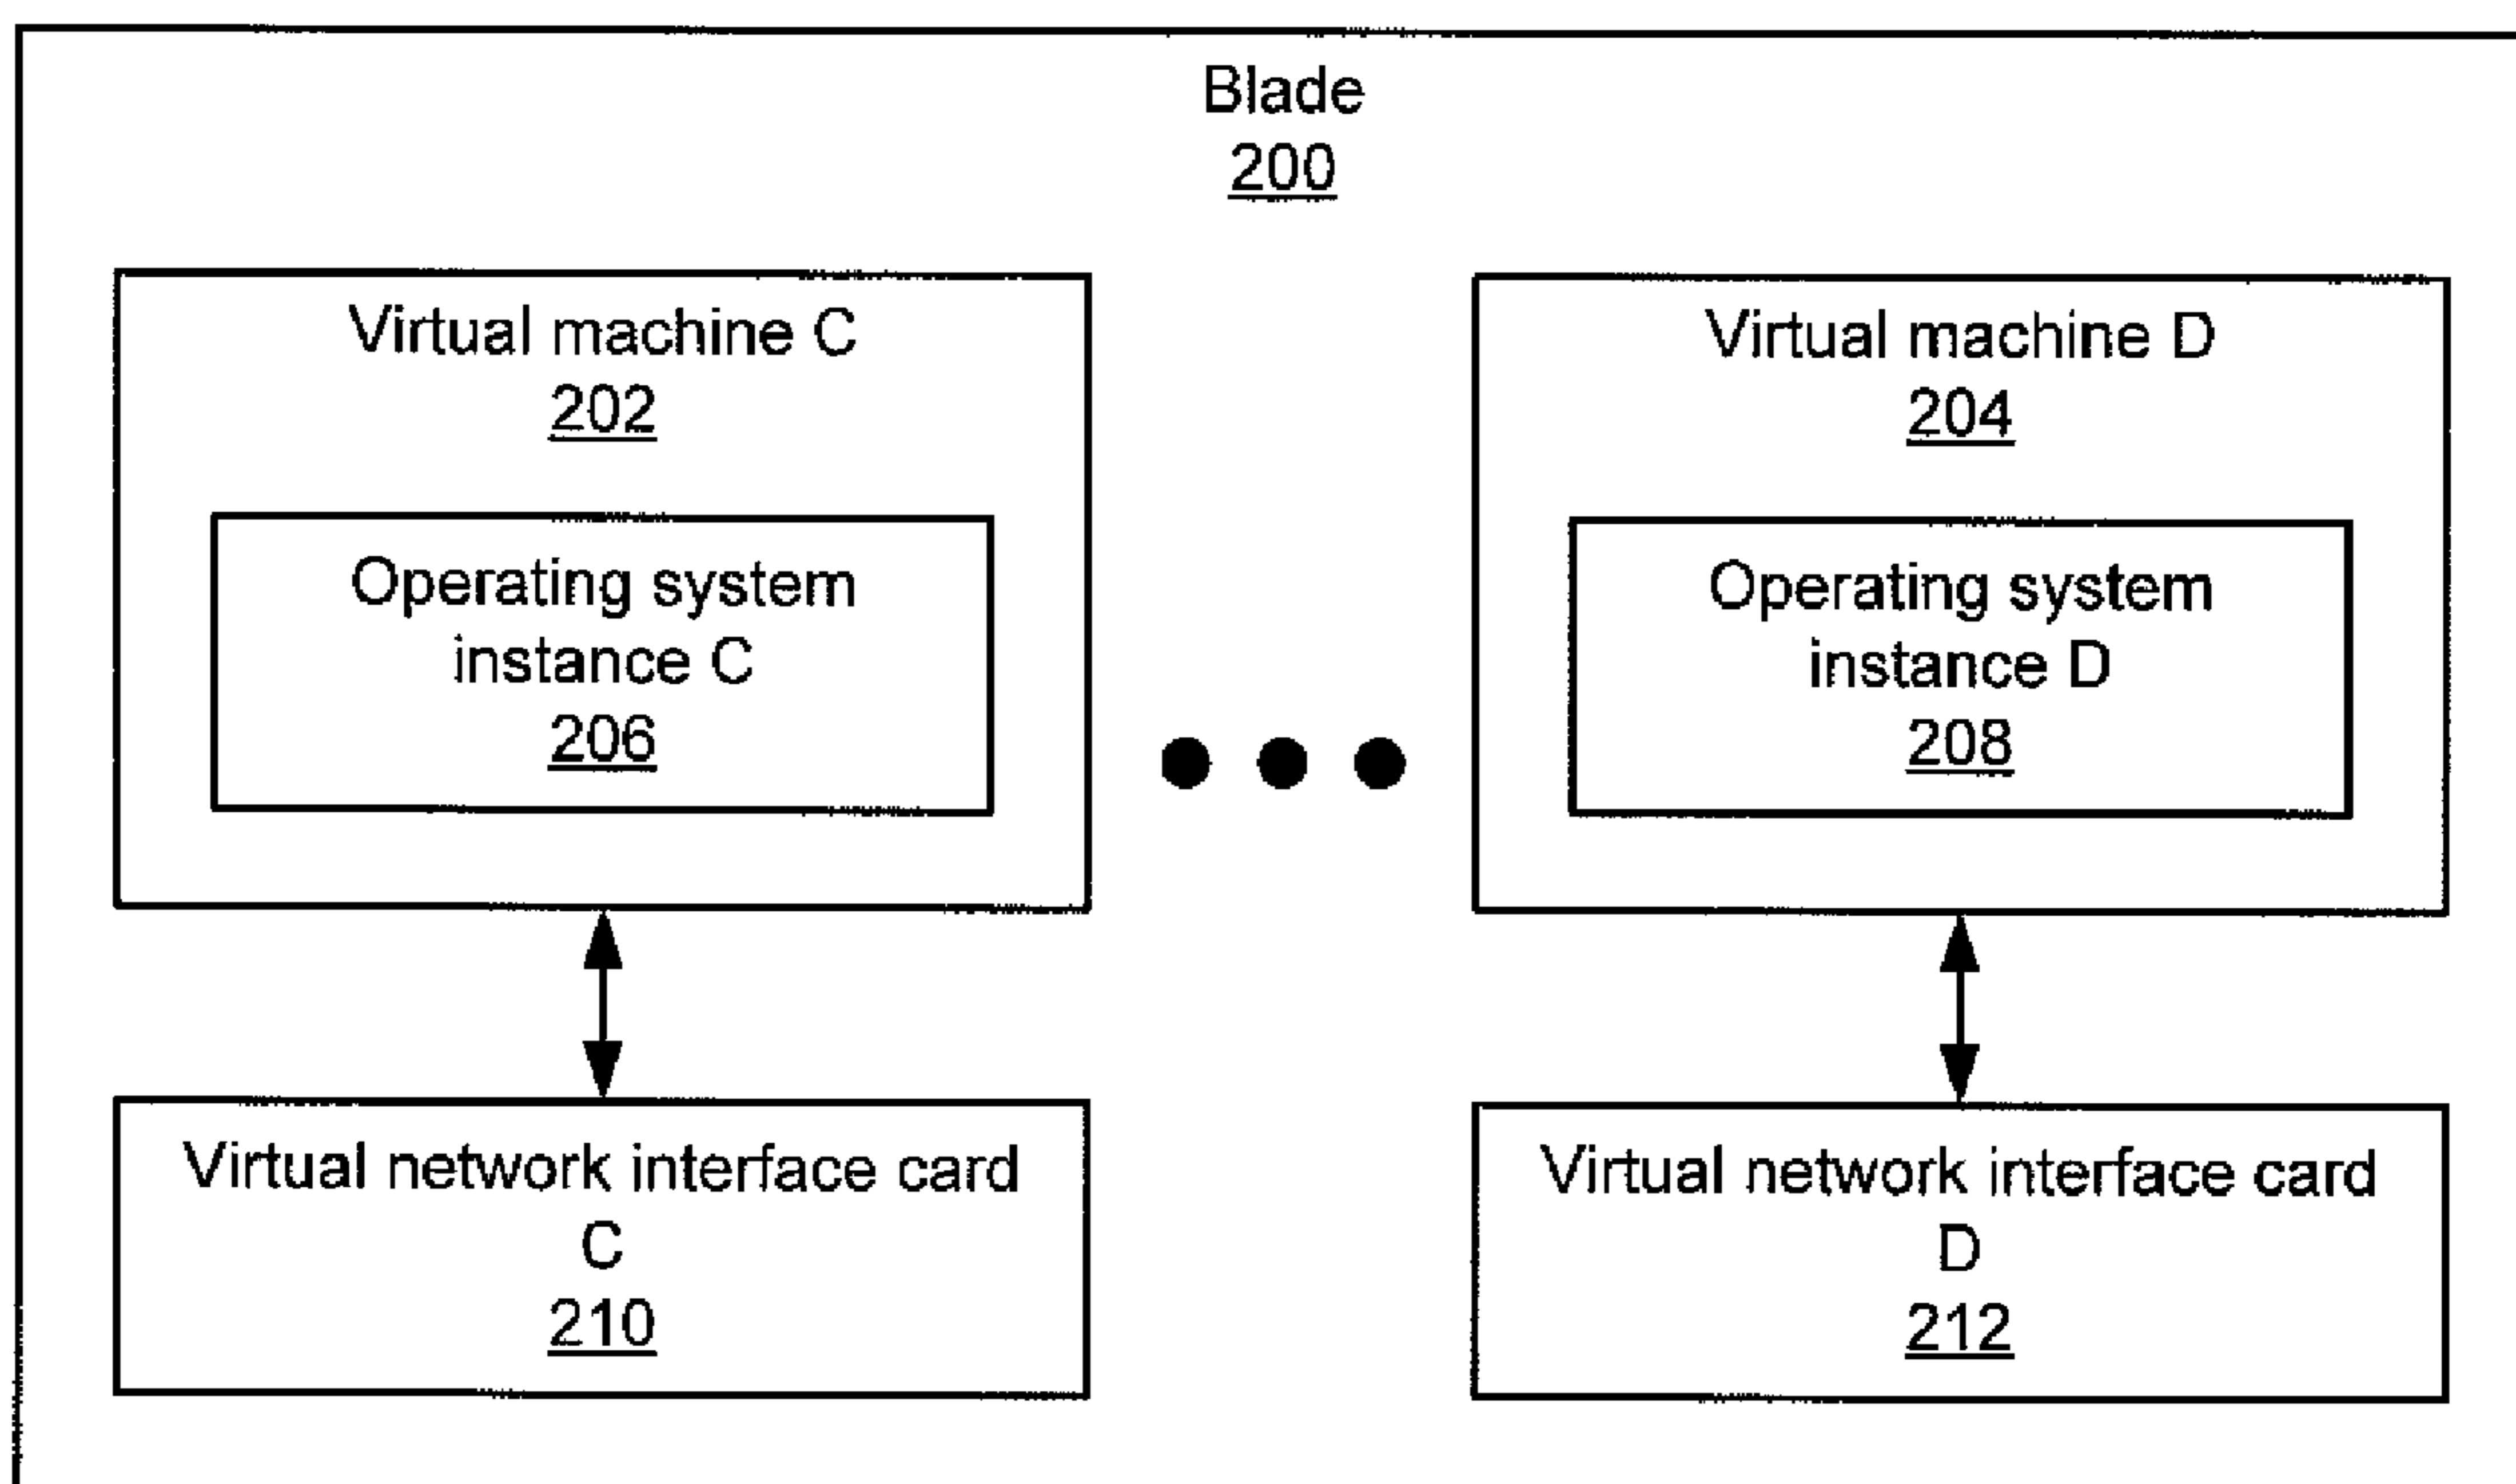 Blade
200
Virtual machine C
202
Operating system
instance C
206
Virtual machine D
204
Operating system
instance D
208
Virtual network interface card
C
210
Virtual network interface card
D
212